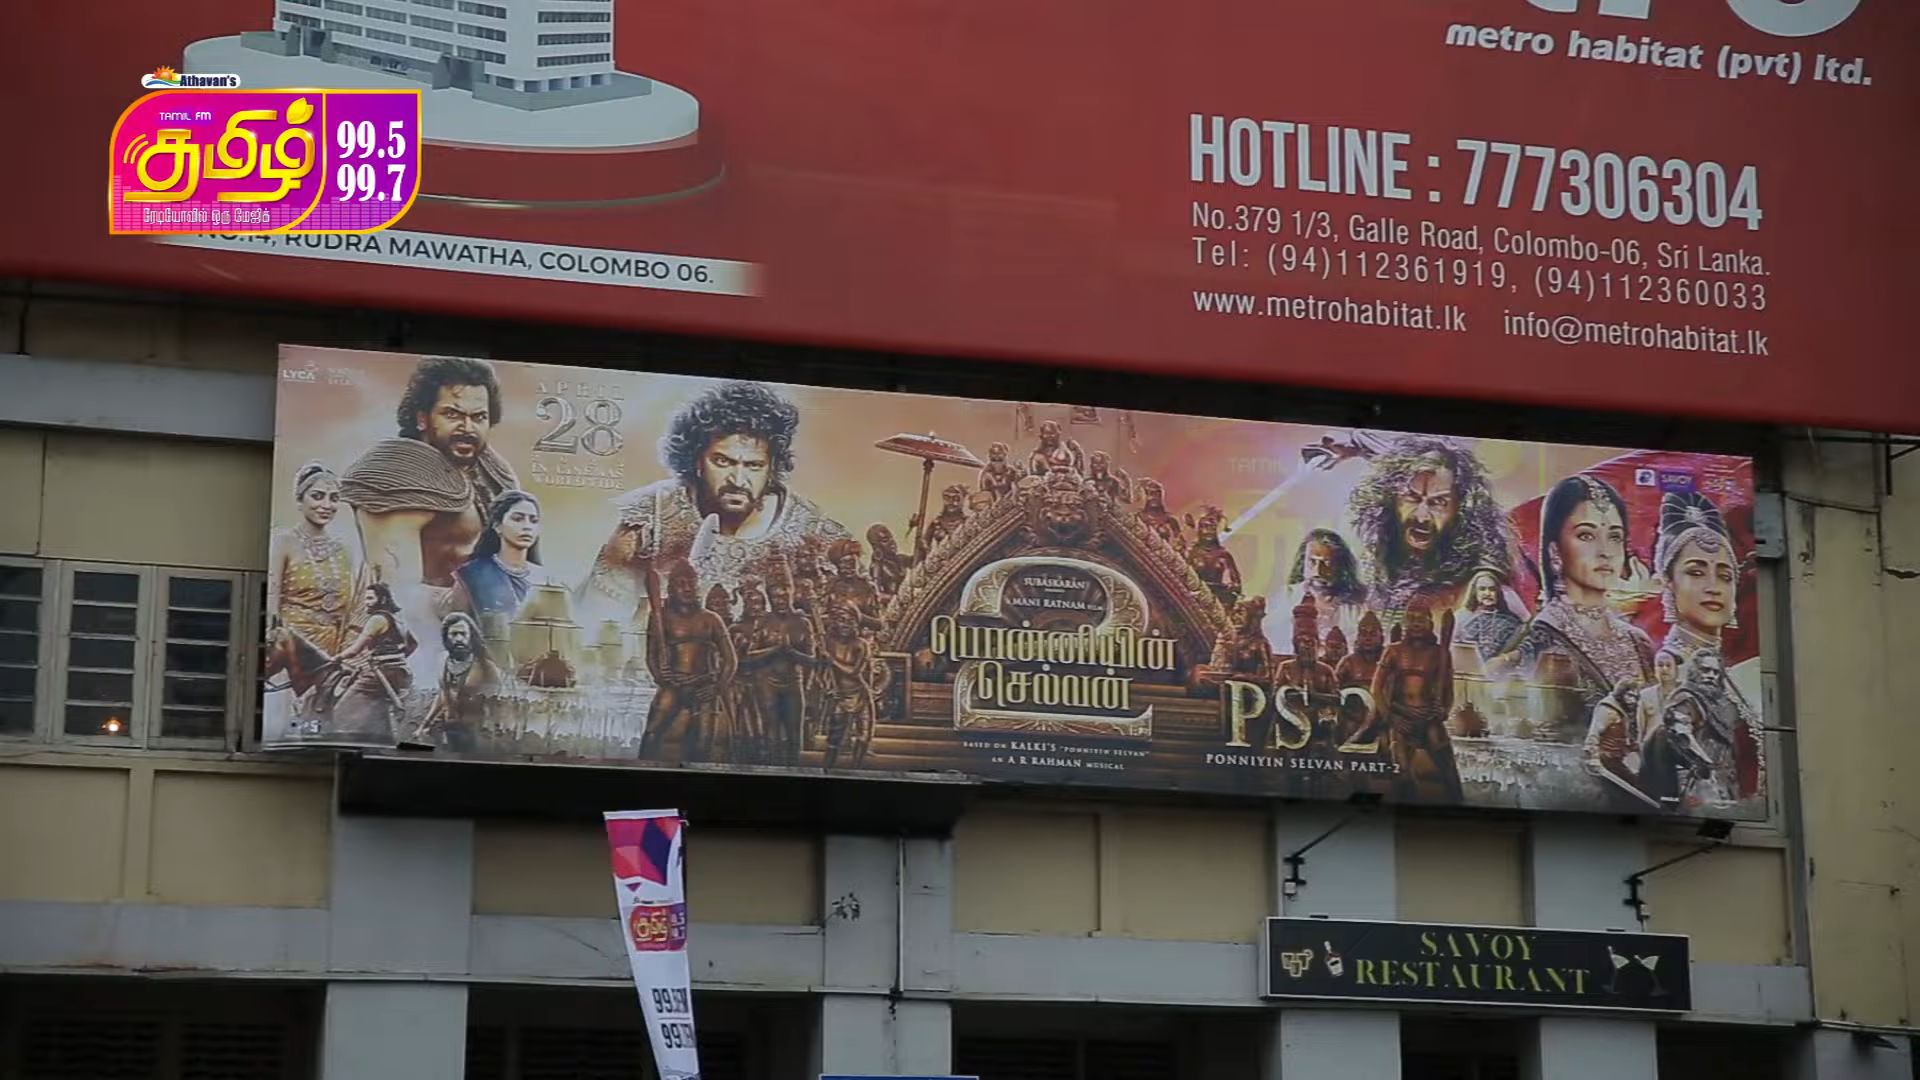 metro habitat (pvt) ltd.
HOTLINE : 777306304
No.379 1/3, Galle Road, Colombo-06, Sri Lanka.
Tel: (94)112361919, (94)112360033
www.metrohabitat.lk info@metrohabitat.lk
Athavan's
TAMIL FM
தமிழ்
99.5
99.7
ரேடியோவில் ஒரு மேஜிக்
NO.14, RUDRA MAWATHA, COLOMBO 06.
LYCA
APRIL
28
IN CINEMAS
WORLDWIDE
SAVOY
SUBASKARAN
A MANI RATNAM FILM
பொன்னியின்
செல்வன்
PS-2
PONNIYIN SELVAN PART-2
BASED ON KALKI'S "PONNIYIN SELVAN"
AN A R RAHMAN MUSICAL
தமிழ்
SAVOY
RESTAURANT